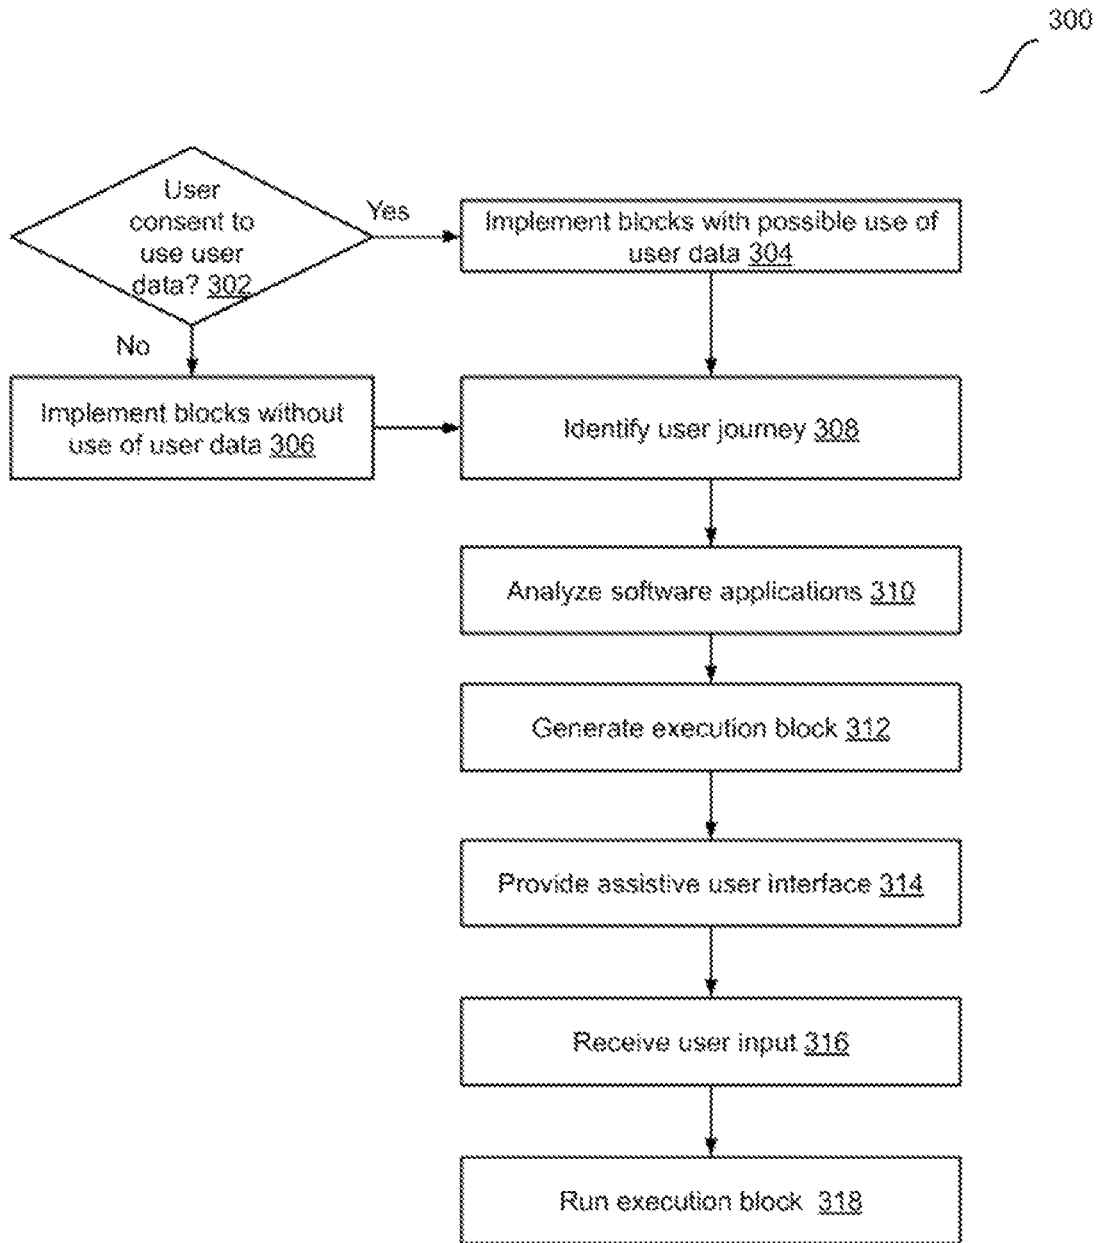 300
User
consent to
use user
data? 302
Yes
Implement blocks with possible use of
user data 304
No
Implement blocks without
use of user data 306
Identify user journey 308
Analyze software applications 310
Generate execution block 312
Provide assistive user interface 314
Receive user input 316
Run execution block 318